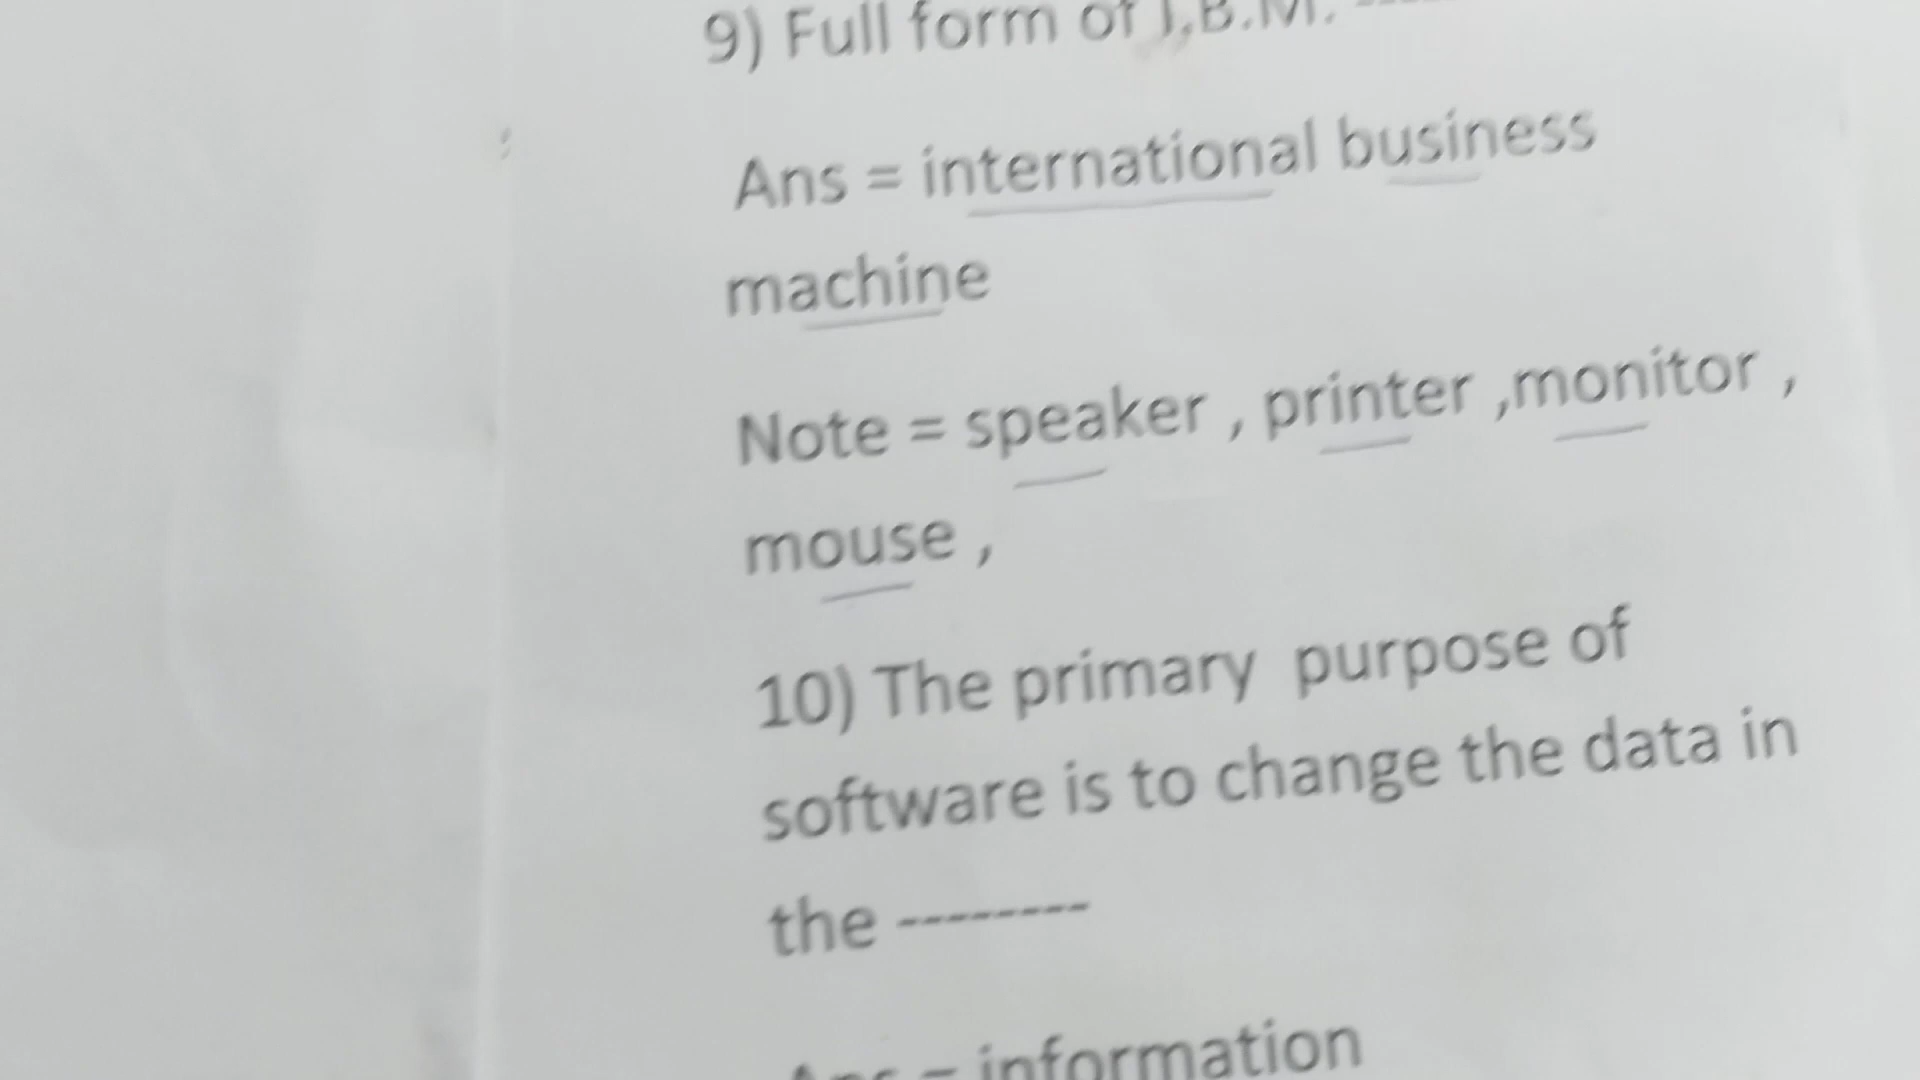 9) Full form of I.B.M. -----
Ans = international business
machine
Note = speaker , printer ,monitor ,
mouse ,
10) The primary  purpose of
software is to change the data in
the --------
Ans = information